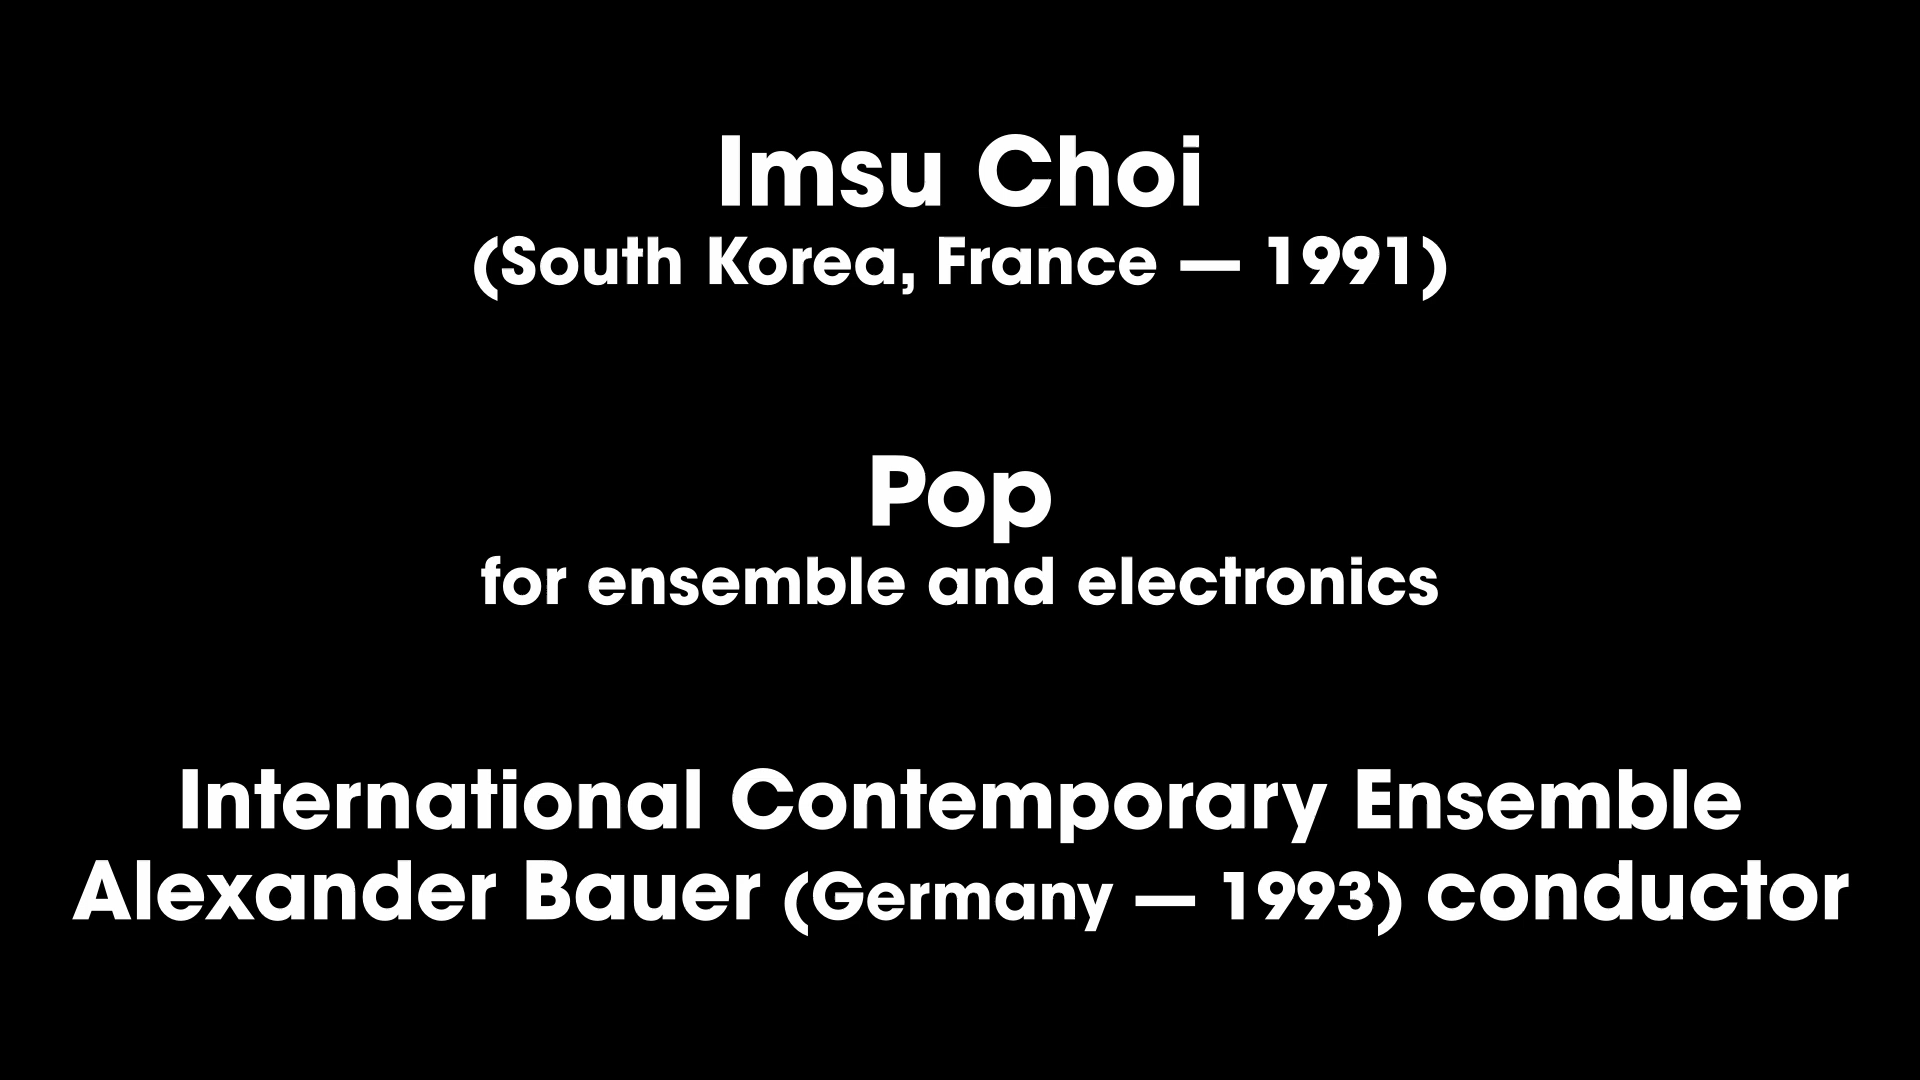 Imsu Choi
(South Korea, France — 1991)
Pop
for ensemble and electronics
International Contemporary Ensemble
Alexander Bauer (Germany — 1993) conductor